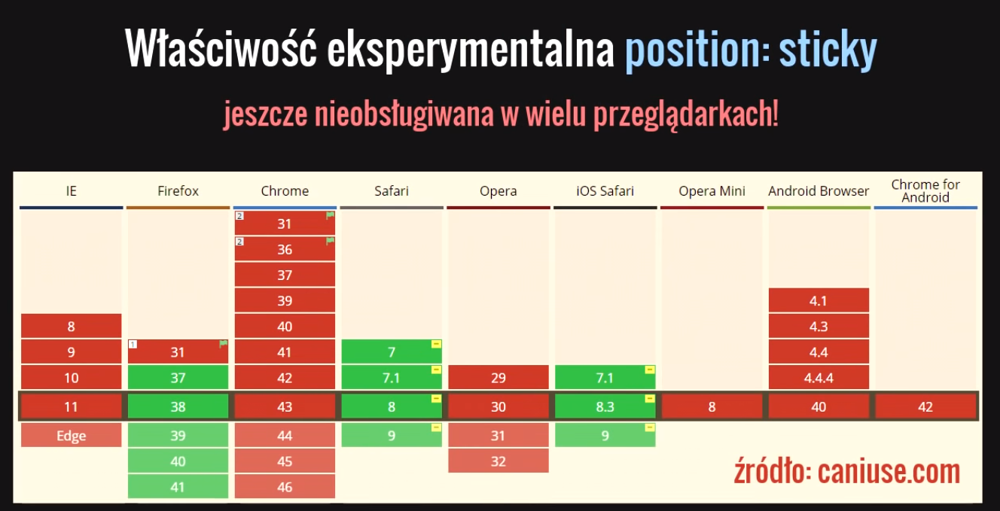 Właściwość eksperymentalna position: sticky
jeszcze nieobsługiwana w wielu przeglądarkach!
IE Firefox Chrome Safari Opera iOS Safari Opera Mini Android Browser Chrome for Android
2 31
2 36
37
39 4.1
8 40 4.3
9 1 31 41 7 4.4
10 37 42 7.1 29 7.1 4.4.4
11 38 43 8 30 8.3 8 40 42
Edge 39 44 9 31 9
40 45 32
41 46
źródło: caniuse.com